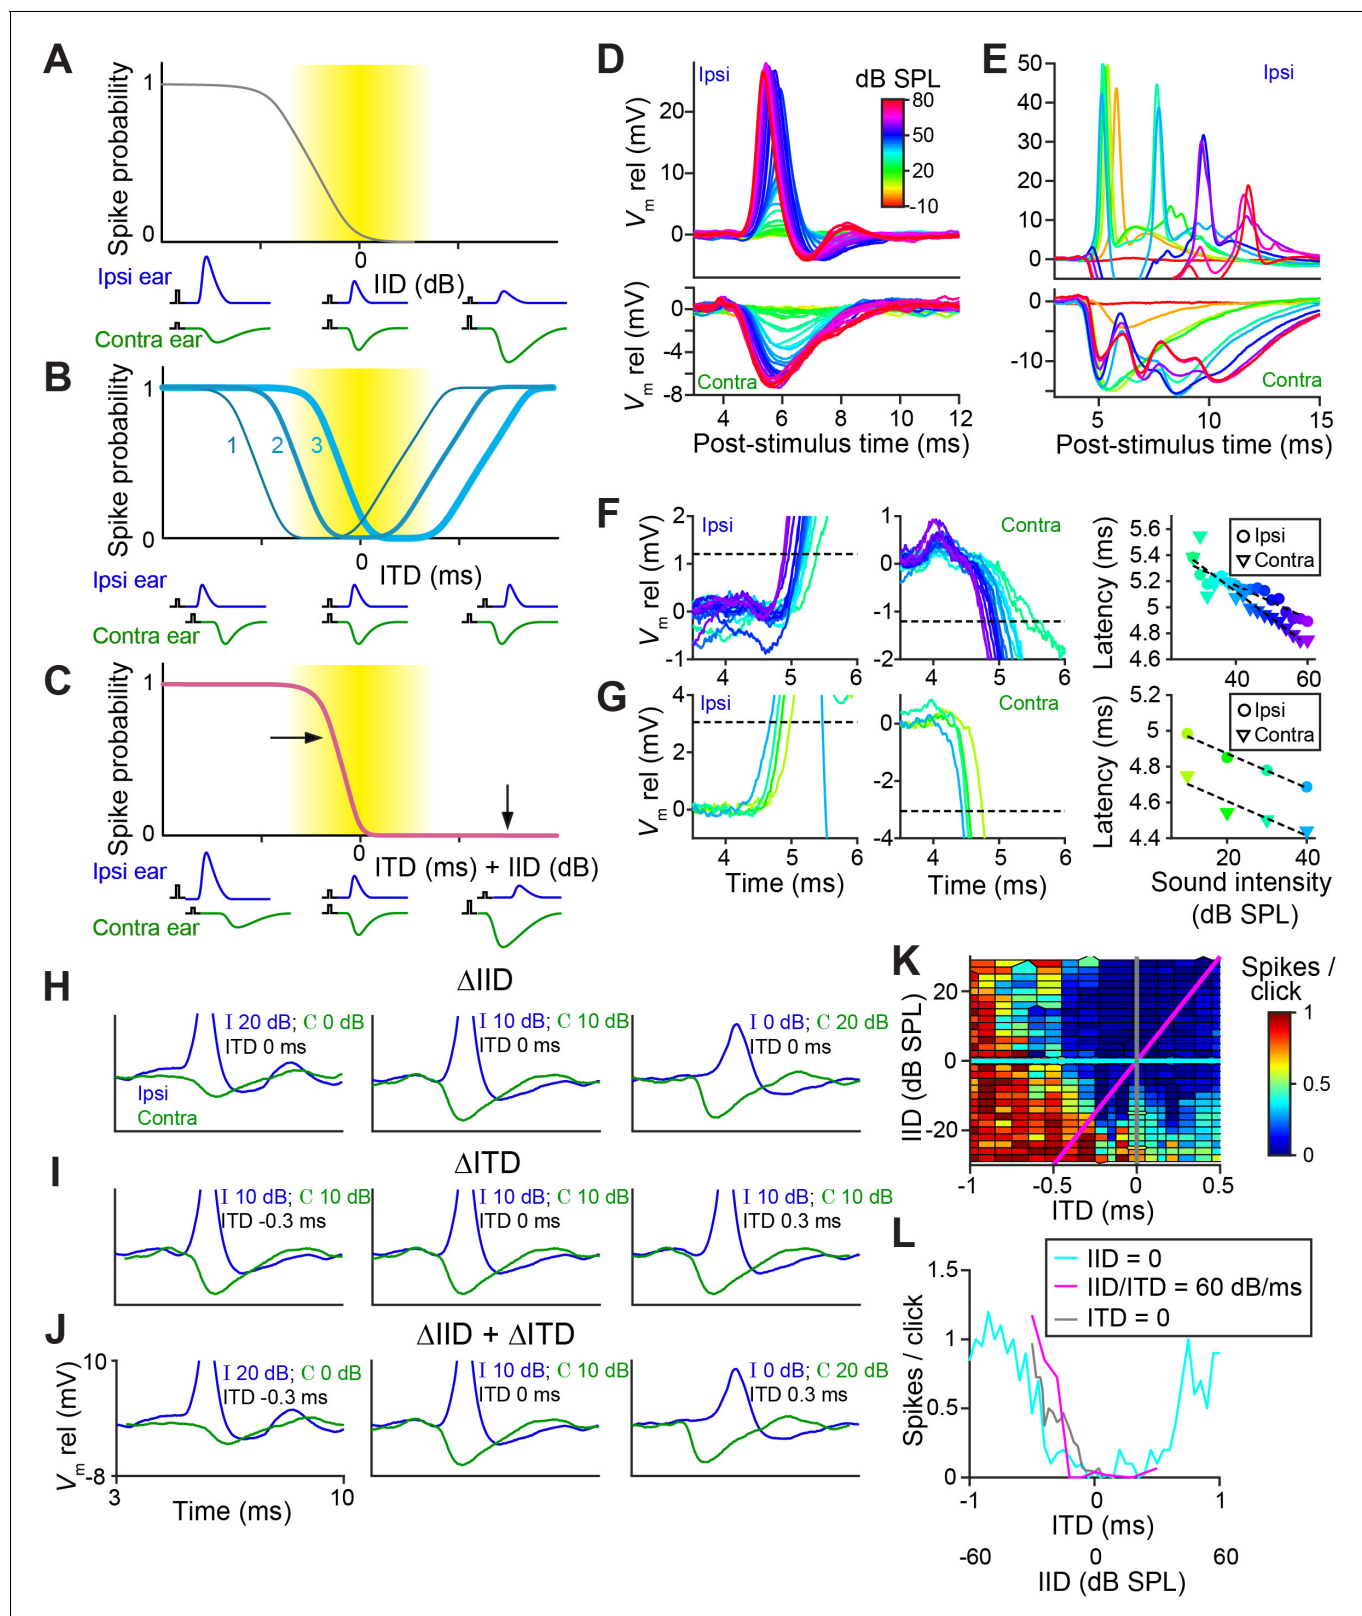 A
Spike probability
1
0
0
IID (dB)
Ipsi ear
Contra ear
B
Spike probability
1
0
1
2
3
0
ITD (ms)
Ipsi ear
Contra ear
C
Spike probability
1
0
0
ITD (ms) + IID (dB)
Ipsi ear
Contra ear
D
Ipsi
dB SPL
80
50
20
-10
Vm rel (mV)
20
10
0
Vm rel (mV)
0
-4
-8
Contra
4 6 8 10 12
Post-stimulus time (ms)
E
Ipsi
50
40
30
20
10
0
0
-10
Contra
5 10 15
Post-stimulus time (ms)
F
Vm rel (mV)
2
1
0
-1
Ipsi
4 5 6
1
0
-1
-2
Contra
4 5 6
Latency (ms)
5.6
5.4
5.2
5
4.8
4.6
Ipsi
Contra
40 60
G
Vm rel (mV)
4
2
0
Ipsi
4 5 6
Time (ms)
0
-2
-4
Contra
4 5 6
Time (ms)
Latency (ms)
5.2
5
4.8
4.6
4.4
Ipsi
Contra
20 40
Sound intensity
(dB SPL)
H
ΔIID
I 20 dB; C 0 dB
ITD 0 ms
Ipsi
Contra
I 10 dB; C 10 dB
ITD 0 ms
I 0 dB; C 20 dB
ITD 0 ms
I
ΔITD
I 10 dB; C 10 dB
ITD -0.3 ms
I 10 dB; C 10 dB
ITD 0 ms
I 10 dB; C 10 dB
ITD 0.3 ms
J
ΔIID + ΔITD
10
-8
Vm rel (mV)
I 20 dB; C 0 dB
ITD -0.3 ms
I 10 dB; C 10 dB
ITD 0 ms
I 0 dB; C 20 dB
ITD 0.3 ms
3 10
Time (ms)
K
IID (dB SPL)
20
0
-20
-1 -0.5 0 0.5
ITD (ms)
Spikes /
click
1
0.5
0
L
IID = 0
IID/ITD = 60 dB/ms
ITD = 0
Spikes / click
1.5
1
0.5
0
-1 0 1
ITD (ms)
-60 0 60
IID (dB SPL)